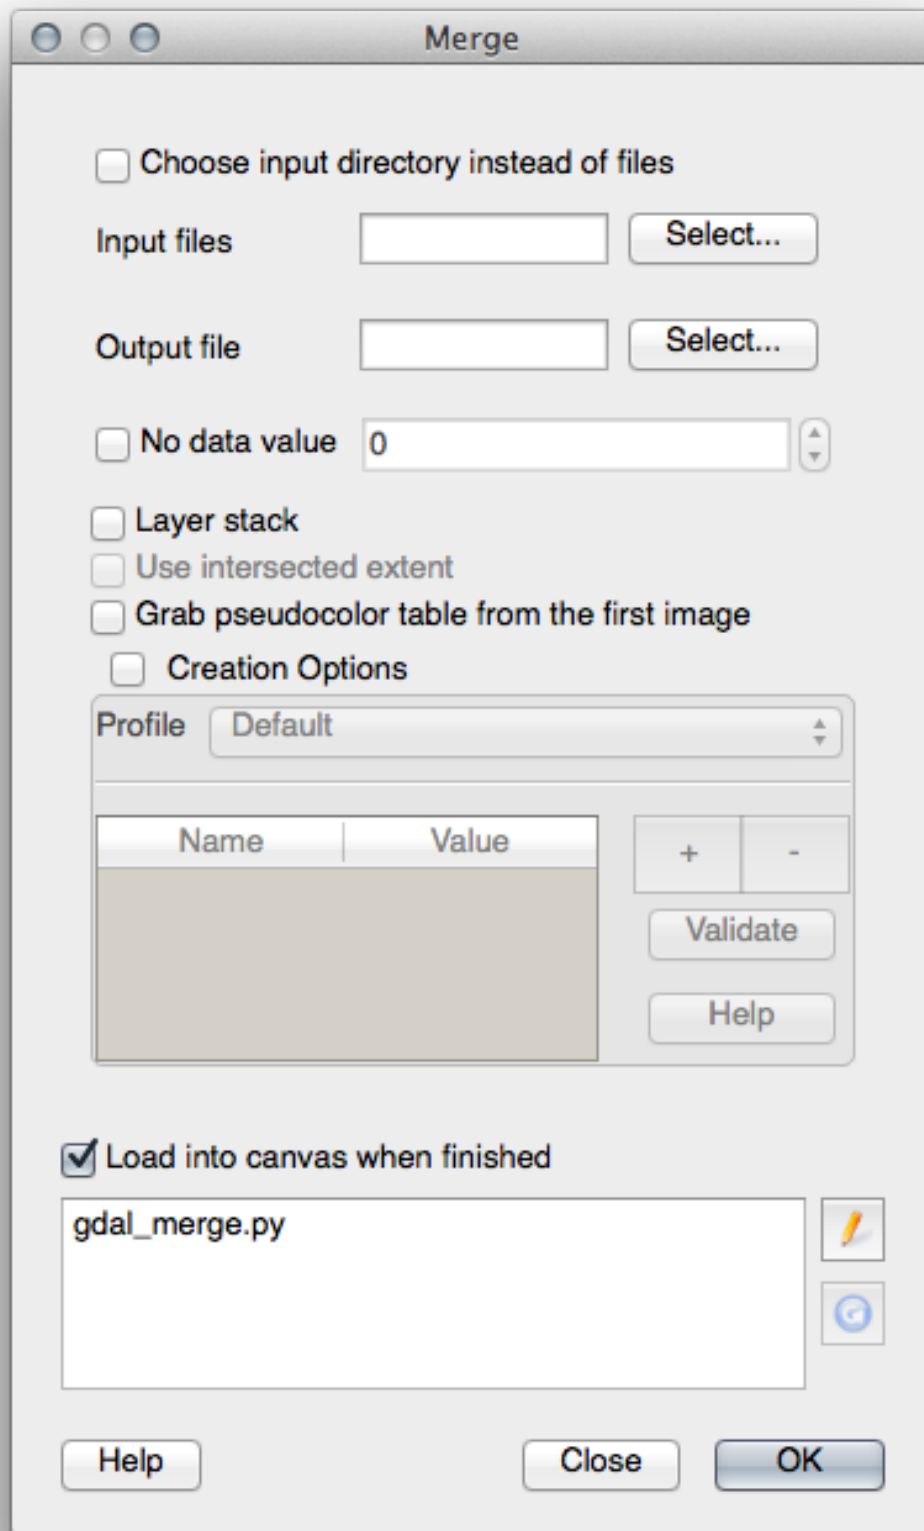 Merge
Choose input directory instead of files
Input files Select...
Output file Select...
No data value 0
Layer stack
Use intersected extent
Grab pseudocolor table from the first image
Creation Options
Profile Default
Name Value + -
Validate
Help
Load into canvas when finished
gdal_merge.py
Help Close OK